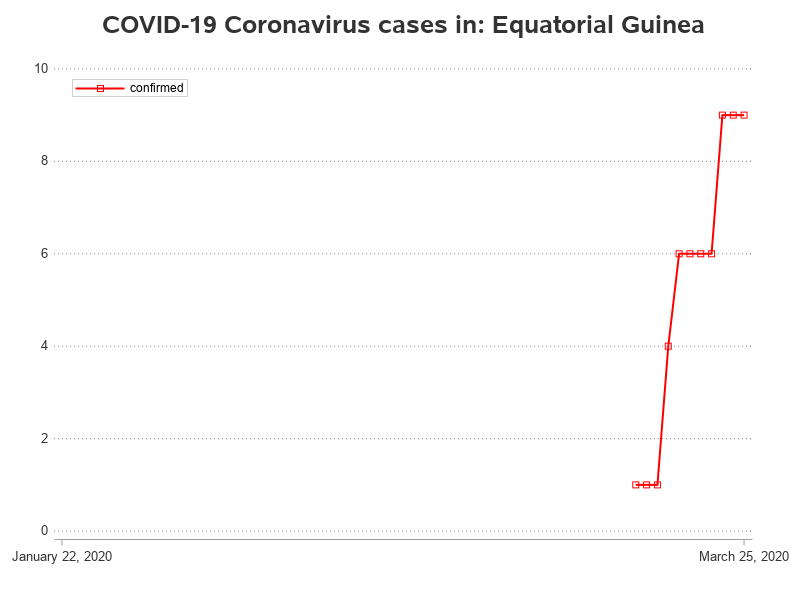 COVID-19 Coronavirus cases in: Equatorial Guinea
10
confirmed
8
6
4
2
0
January 22, 2020
March 25, 2020